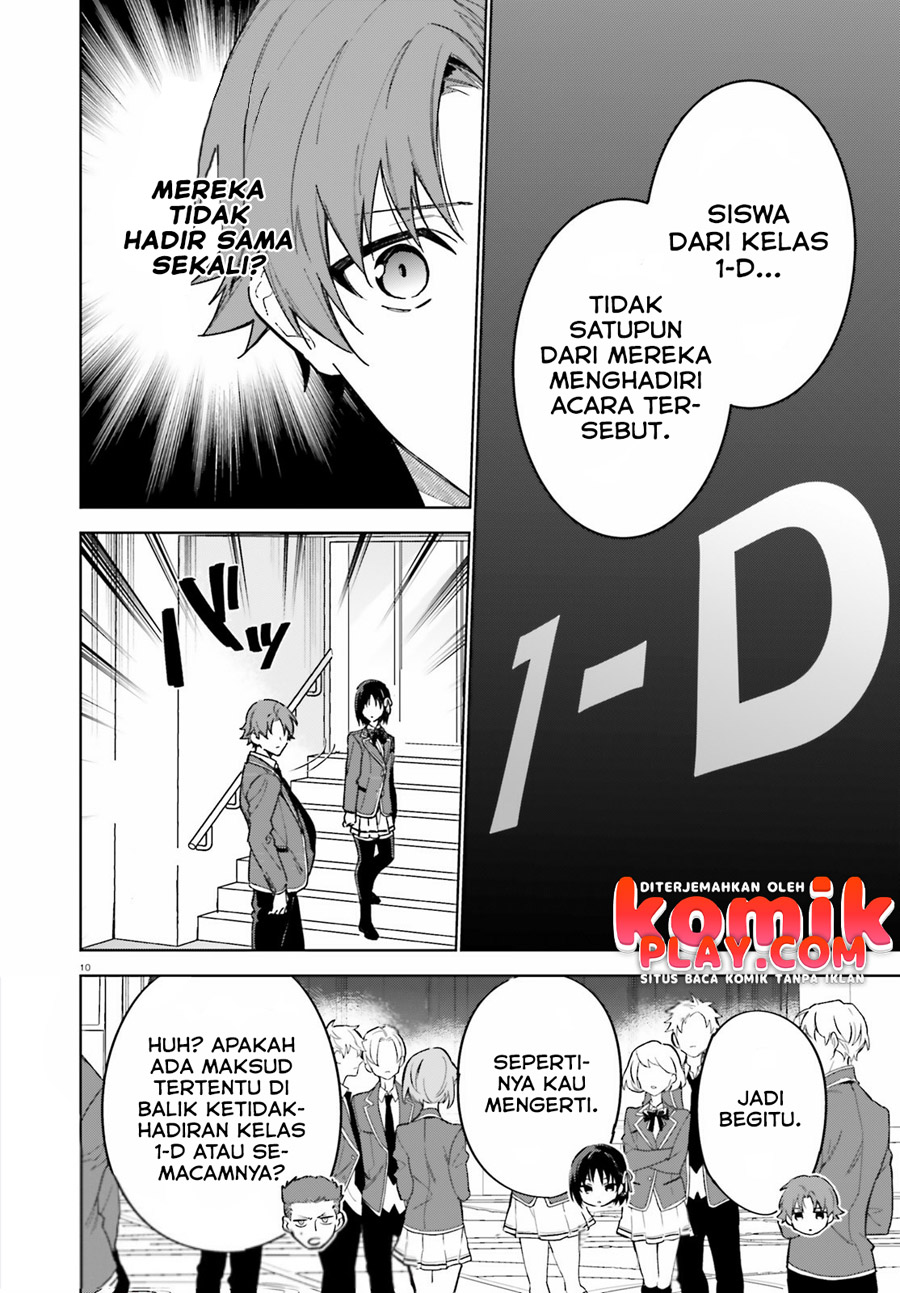 SISWA
DARI KELAS
1-D...
TIDAK
SATUPUN
DARI MEREKA
MENGHADIRI
ACARA TER-
SEBUT.
MEREKA
TIDAK
HADIR SAMA
SEKALI?
1-D
バッ
DITERJEMAHKAN OLEH
komik
PLAY.COM
SITUS BACA KOMIK TANPA IKLAN
10
JADI
BEGITU.
SEPERTI-
NYA KAU
MENGERTI.
HUH? APAKAH
ADA MAKSUD
TERTENTU DI
BALIK KETIDAK-
HADIRAN KELAS
1-D ATAU SE-
MACAMNYA?